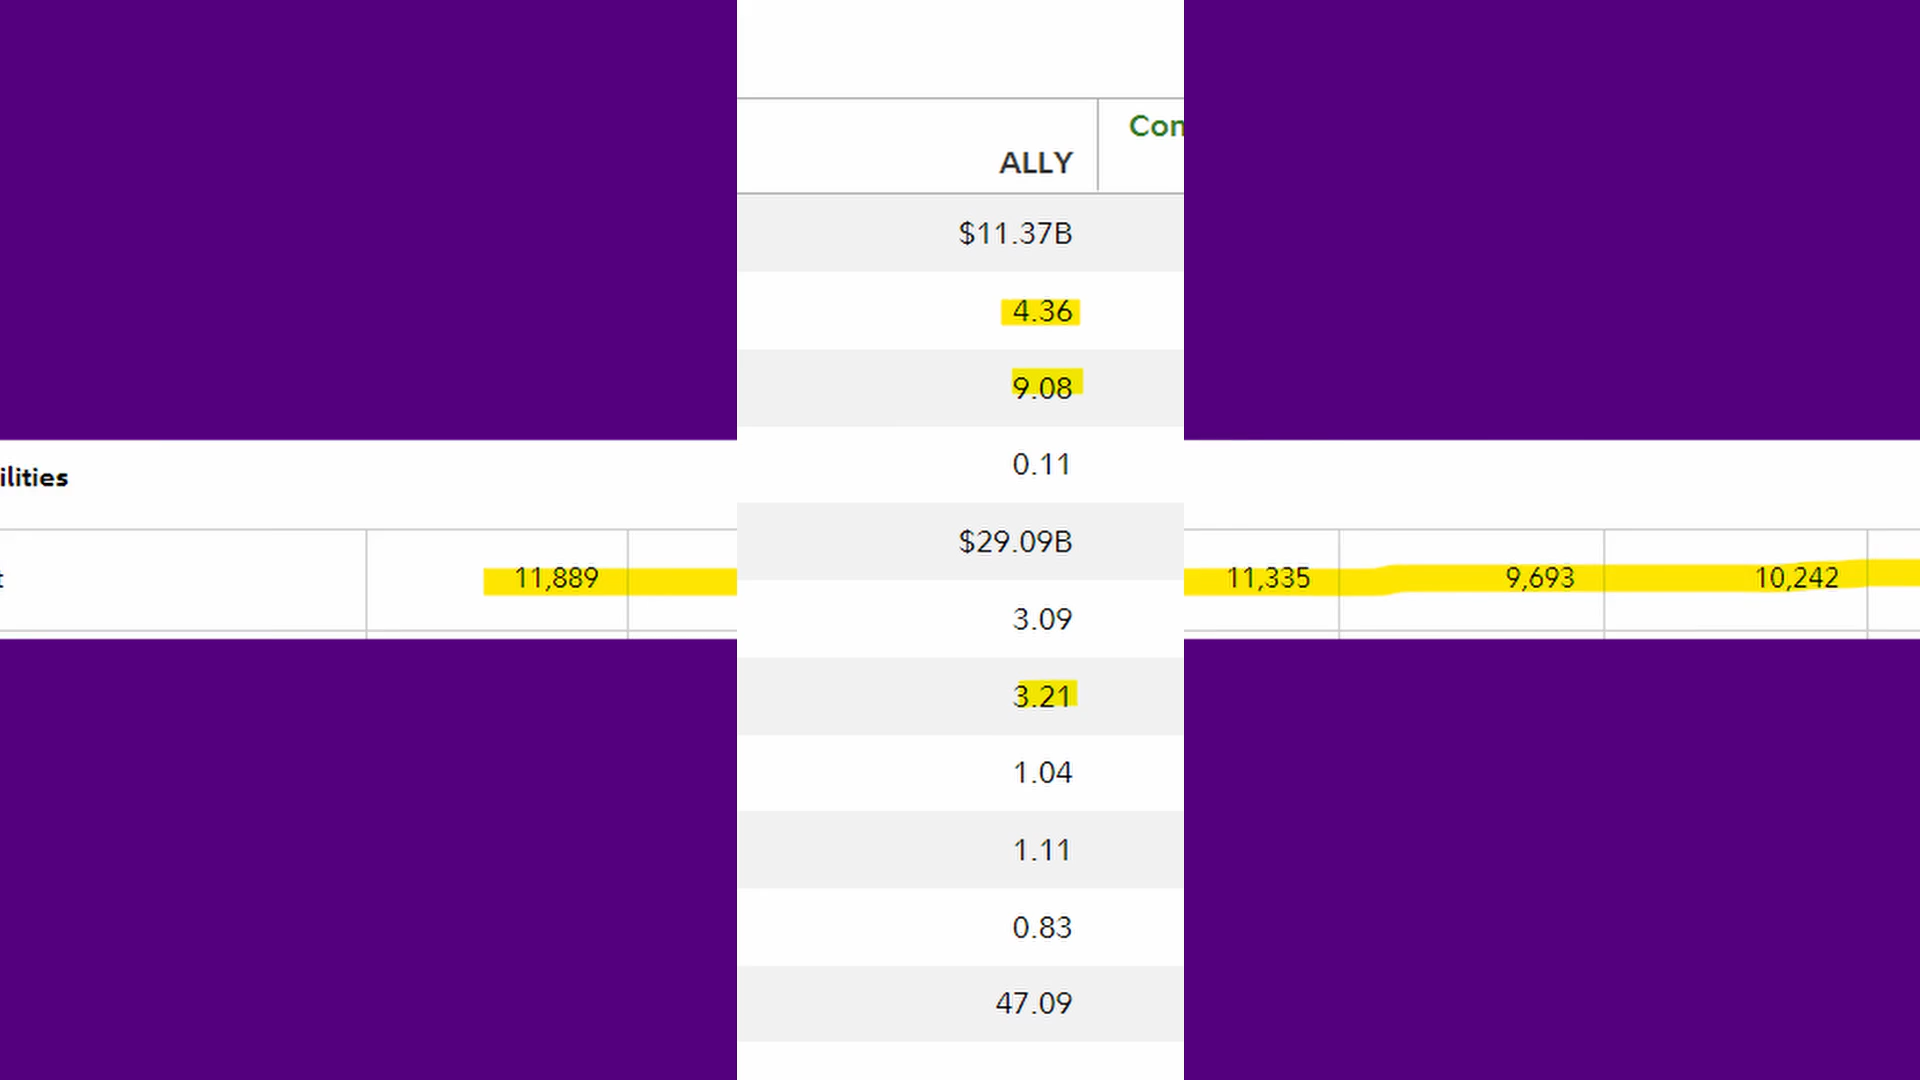 Con
ALLY
$11.37B
4.36
9.08
0.11
ilities
$29.09B
11,889 11,335 9,693 10,242
3.09
3.21
1.04
1.11
0.83
47.09